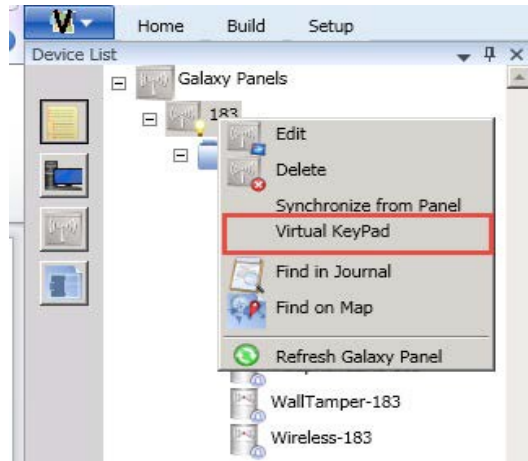 V
Home Build Setup
Device List
Galaxy Panels
183
Edit
Delete
Synchronize from Panel
Virtual KeyPad
Find in Journal
Find on Map
Refresh Galaxy Panel
WallTamper-183
Wireless-183